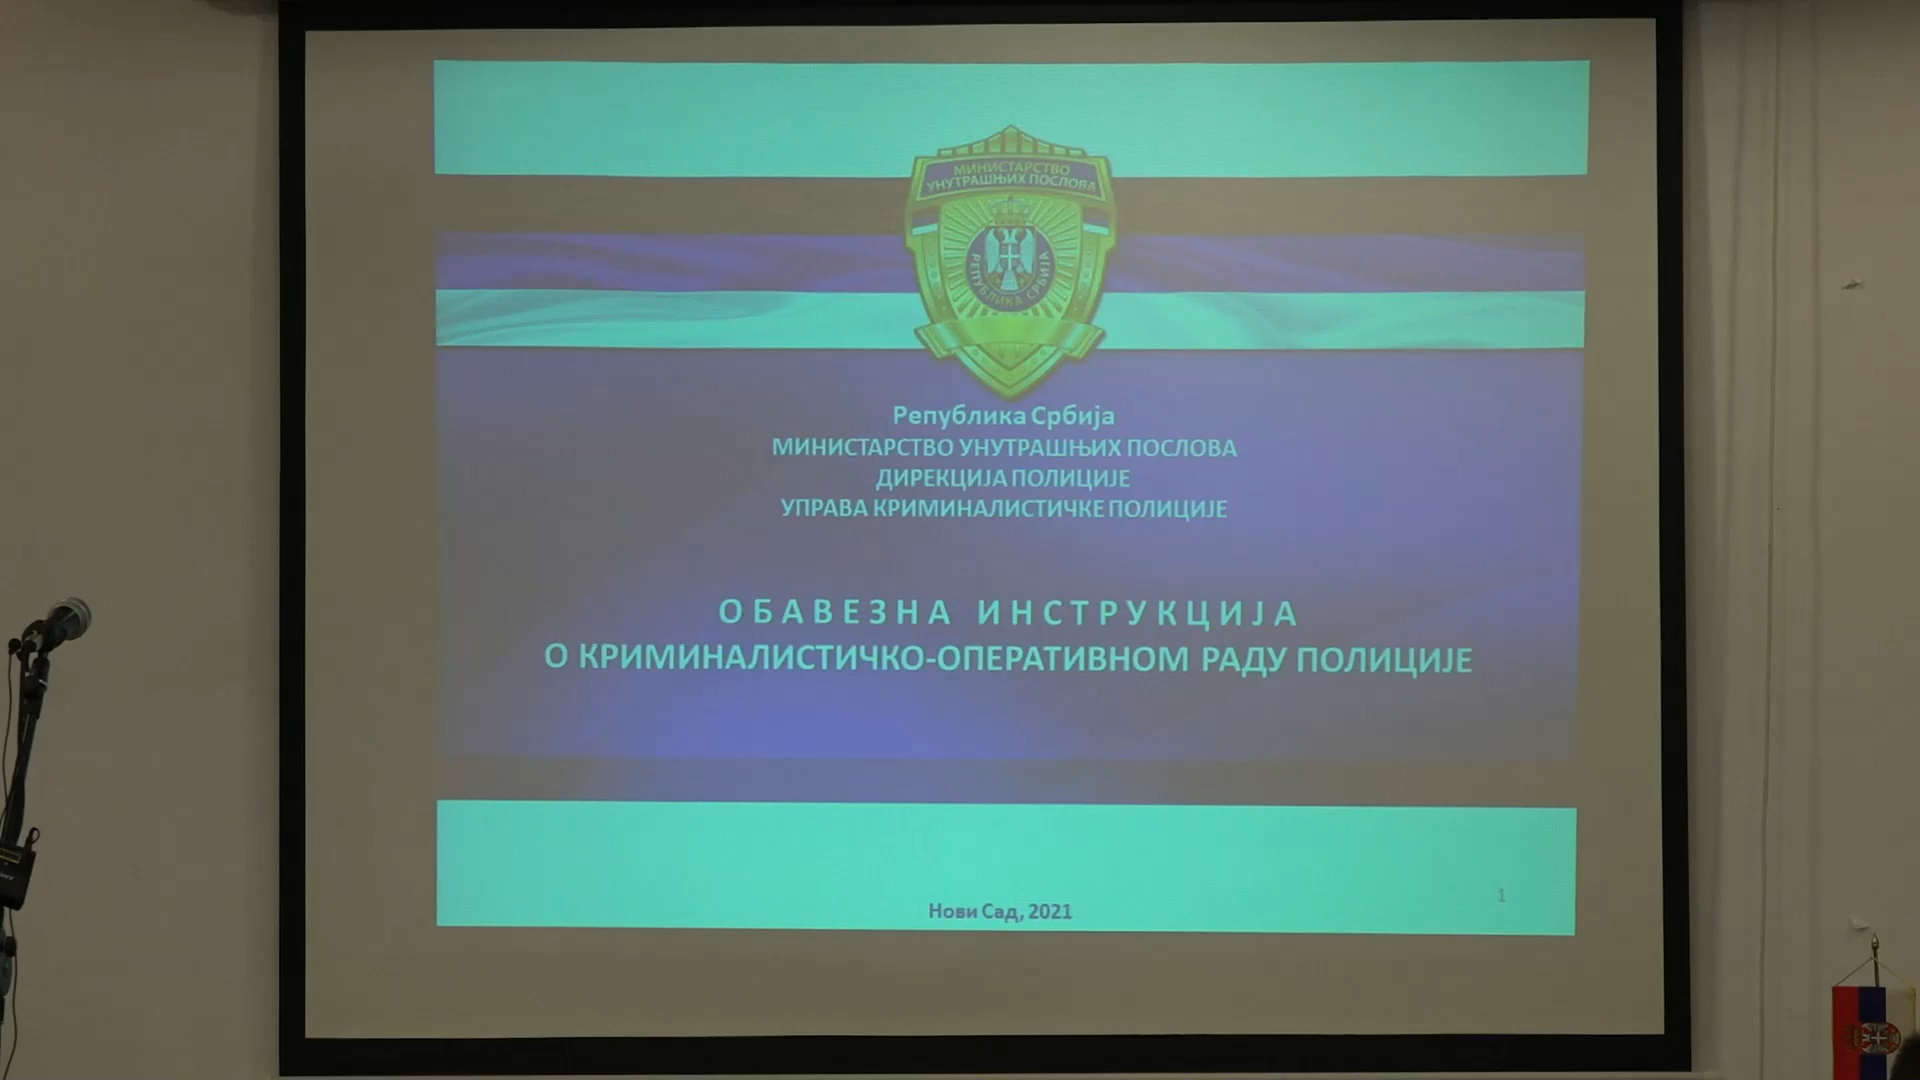 МИНИСТАРСТВО
УНУТРАШЊИХ ПОСЛОВА
РЕПУБЛИКА СРБИЈА
Република Србија
МИНИСТАРСТВО УНУТРАШЊИХ ПОСЛОВА
ДИРЕКЦИЈА ПОЛИЦИЈЕ
УПРАВА КРИМИНАЛИСТИЧКЕ ПОЛИЦИЈЕ
ОБАВЕЗНА ИНСТРУКЦИЈА
О КРИМИНАЛИСТИЧКО-ОПЕРАТИВНОМ РАДУ ПОЛИЦИЈЕ
1
Нови Сад, 2021